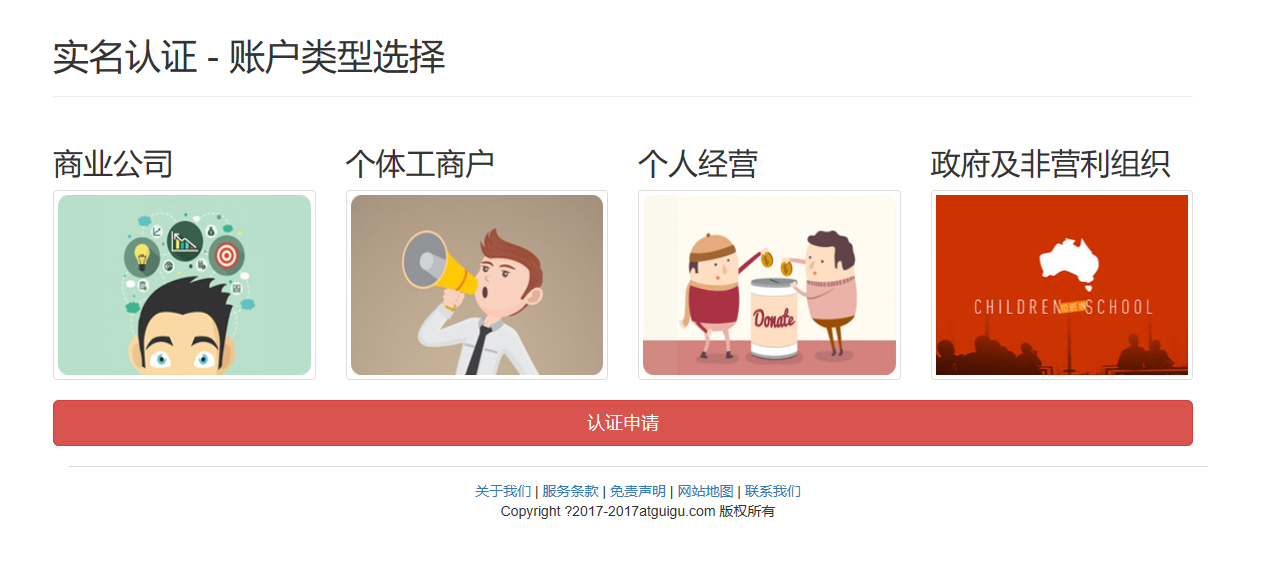 实名认证 - 账户类型选择
商业公司
个体工商户
个人经营
政府及非营利组织
Donate
CHILDREN SCHOOL
认证申请
关于我们 | 服务条款 | 免责声明 | 网站地图 | 联系我们
Copyright ?2017-2017atguigu.com 版权所有